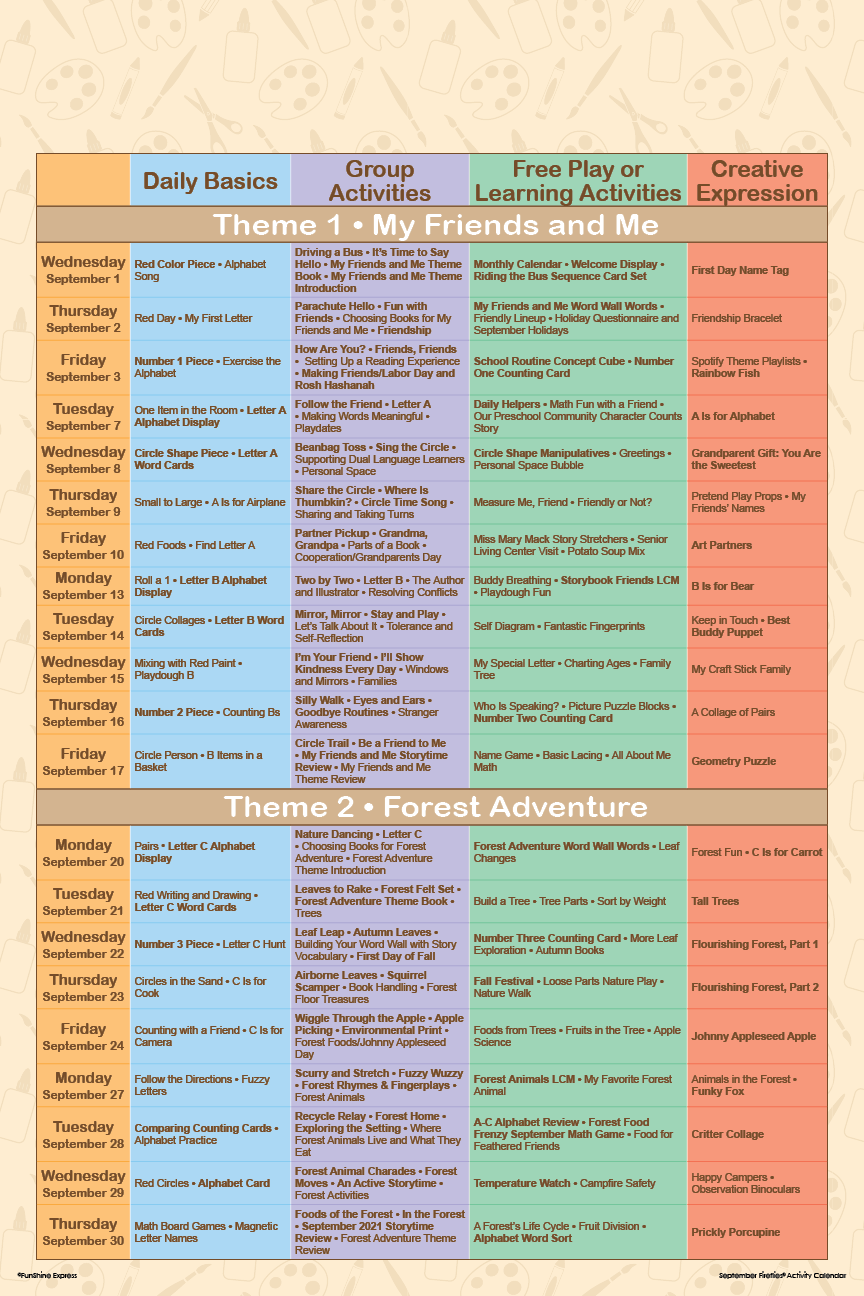 Daily Basics
Group
Activities
Free Play or
Learning Activities
Creative
Expression
Theme 1 • My Friends and Me
Wednesday
September 1
Red Color Piece • Alphabet
Song
Driving a Bus • It's Time to Say
Hello • My Friends and Me Theme
Book • My Friends and Me Theme
Introduction
Monthly Calendar • Welcome Display •
Riding the Bus Sequence Card Set
First Day Name Tag
Thursday
September 2
Red Day • My First Letter
Parachute Hello • Fun with
Friends • Choosing Books for My
Friends and Me • Friendship
My Friends and Me Word Wall Words •
Friendly Lineup • Holiday Questionnaire and
September Holidays
Friendship Bracelet
Friday
September 3
Number 1 Piece • Exercise the
Alphabet
How Are You? • Friends, Friends
• Setting Up a Reading Experience
• Making Friends/Labor Day and
Rosh Hashanah
School Routine Concept Cube • Number
One Counting Card
Spotify Theme Playlists •
Rainbow Fish
Tuesday
September 7
One Item in the Room • Letter A
Alphabet Display
Follow the Friend • Letter A
• Making Words Meaningful •
Playdates
Daily Helpers • Math Fun with a Friend •
Our Preschool Community Character Counts
Story
A Is for Alphabet
Wednesday
September 8
Circle Shape Piece • Letter A
Word Cards
Beanbag Toss • Sing the Circle •
Supporting Dual Language Learners
• Personal Space
Circle Shape Manipulatives • Greetings •
Personal Space Bubble
Grandparent Gift: You Are
the Sweetest
Thursday
September 9
Small to Large • A Is for Airplane
Share the Circle • Where Is
Thumbkin? • Circle Time Song •
Sharing and Taking Turns
Measure Me, Friend • Friendly or Not?
Pretend Play Props • My
Friends' Names
Friday
September 10
Red Foods • Find Letter A
Partner Pickup • Grandma,
Grandpa • Parts of a Book •
Cooperation/Grandparents Day
Miss Mary Mack Story Stretchers • Senior
Living Center Visit • Potato Soup Mix
Art Partners
Monday
September 13
Roll a 1 • Letter B Alphabet
Display
Two by Two • Letter B • The Author
and Illustrator • Resolving Conflicts
Buddy Breathing • Storybook Friends LCM
• Playdough Fun
B Is for Bear
Tuesday
September 14
Circle Collages • Letter B Word
Cards
Mirror, Mirror • Stay and Play •
Let's Talk About It • Tolerance and
Self-Reflection
Self Diagram • Fantastic Fingerprints
Keep in Touch • Best
Buddy Puppet
Wednesday
September 15
Mixing with Red Paint •
Playdough B
I'm Your Friend • I'll Show
Kindness Every Day • Windows
and Mirrors • Families
My Special Letter • Charting Ages • Family
Tree
My Craft Stick Family
Thursday
September 16
Number 2 Piece • Counting Bs
Silly Walk • Eyes and Ears •
Goodbye Routines • Stranger
Awareness
Who Is Speaking? • Picture Puzzle Blocks •
Number Two Counting Card
A Collage of Pairs
Friday
September 17
Circle Person • B Items in a
Basket
Circle Trail • Be a Friend to Me
• My Friends and Me Storytime
Review • My Friends and Me
Theme Review
Name Game • Basic Lacing • All About Me
Math
Geometry Puzzle
Theme 2 • Forest Adventure
Monday
September 20
Pairs • Letter C Alphabet
Display
Nature Dancing • Letter C
• Choosing Books for Forest
Adventure • Forest Adventure
Theme Introduction
Forest Adventure Word Wall Words • Leaf
Changes
Forest Fun • C Is for Carrot
Tuesday
September 21
Red Writing and Drawing •
Letter C Word Cards
Leaves to Rake • Forest Felt Set •
Forest Adventure Theme Book •
Trees
Build a Tree • Tree Parts • Sort by Weight
Tall Trees
Wednesday
September 22
Number 3 Piece • Letter C Hunt
Leaf Leap • Autumn Leaves •
Building Your Word Wall with Story
Vocabulary • First Day of Fall
Number Three Counting Card • More Leaf
Exploration • Autumn Books
Flourishing Forest, Part 1
Thursday
September 23
Circles in the Sand • C Is for
Cook
Airborne Leaves • Squirrel
Scamper • Book Handling • Forest
Floor Treasures
Fall Festival • Loose Parts Nature Play •
Nature Walk
Flourishing Forest, Part 2
Friday
September 24
Counting with a Friend • C Is for
Camera
Wiggle Through the Apple • Apple
Picking • Environmental Print •
Forest Foods/Johnny Appleseed
Day
Foods from Trees • Fruits in the Tree • Apple
Science
Johnny Appleseed Apple
Monday
September 27
Follow the Directions • Fuzzy
Letters
Scurry and Stretch • Fuzzy Wuzzy
• Forest Rhymes & Fingerplays •
Forest Animals
Forest Animals LCM • My Favorite Forest
Animal
Animals in the Forest •
Funky Fox
Tuesday
September 28
Comparing Counting Cards •
Alphabet Practice
Recycle Relay • Forest Home •
Exploring the Setting • Where
Forest Animals Live and What They
Eat
A-C Alphabet Review • Forest Food
Frenzy September Math Game • Food for
Feathered Friends
Critter Collage
Wednesday
September 29
Red Circles • Alphabet Card
Forest Animal Charades • Forest
Moves • An Active Storytime •
Forest Activities
Temperature Watch • Campfire Safety
Happy Campers •
Observation Binoculars
Thursday
September 30
Math Board Games • Magnetic
Letter Names
Foods of the Forest • In the Forest
• September 2021 Storytime
Review • Forest Adventure Theme
Review
A Forest's Life Cycle • Fruit Division •
Alphabet Word Sort
Prickly Porcupine
©FunShine Express
September Fireflies® Activity Calendar